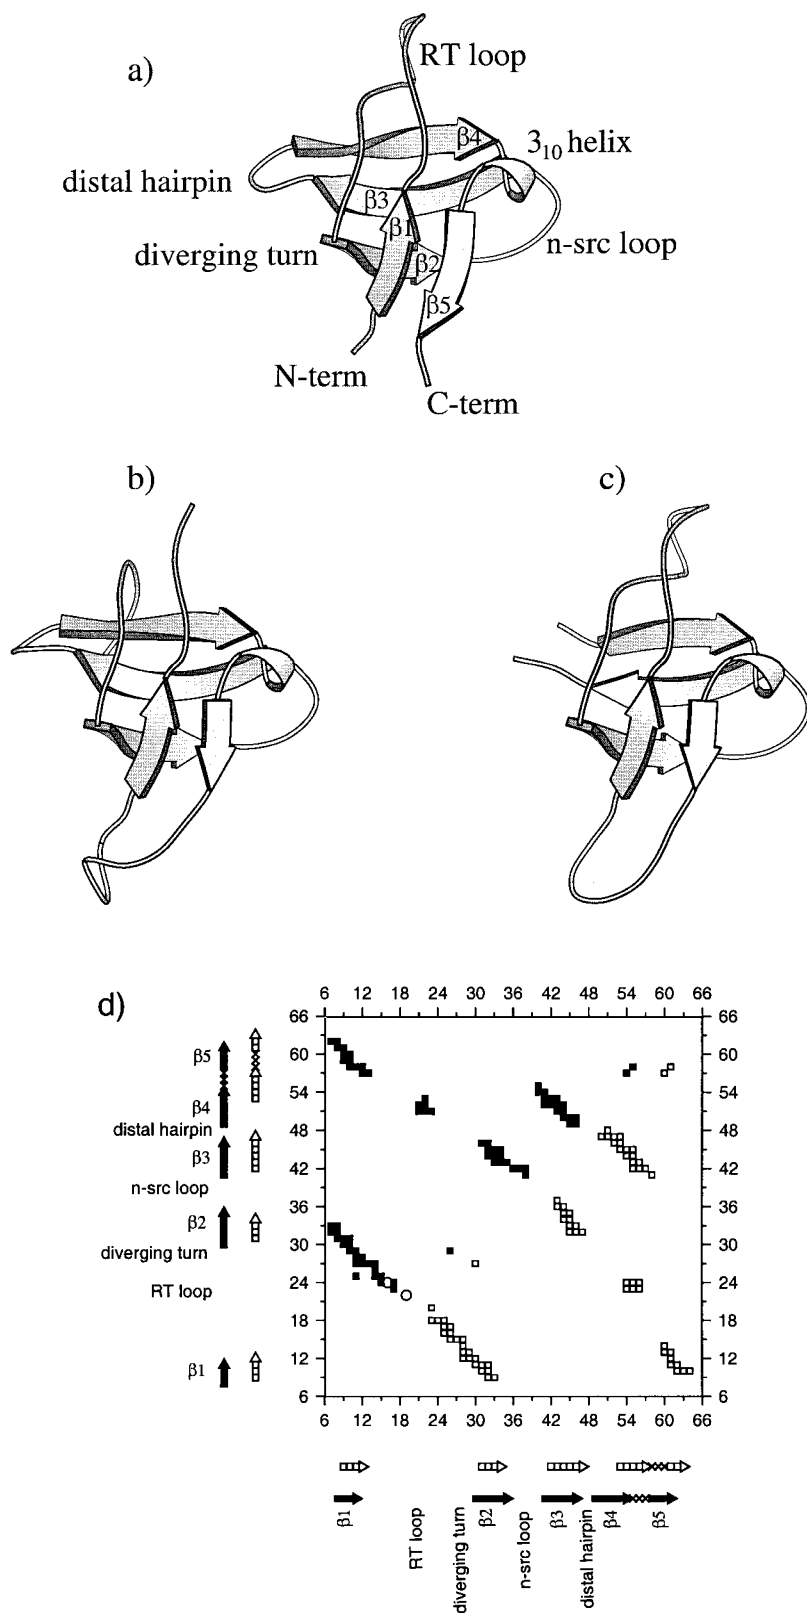 a)
RT loop
β4
3₁₀ helix
distal hairpin
β3
β1
n-src loop
diverging turn
β2
β5
N-term
C-term
b)
c)
d)
6 12 18 24 30 36 42 48 54 60 66
66 66
β5 60 60
54 54
β4
distal hairpin 48 48
β3
42 42
n-src loop
36 36
β2
diverging turn 30 30
RT loop 24 24
18 18
β1 12 12
6 6
6 12 18 24 30 36 42 48 54 60 66
β1
RT loop
diverging turn
β2
n-src loop
β3
distal hairpin
β4
β5